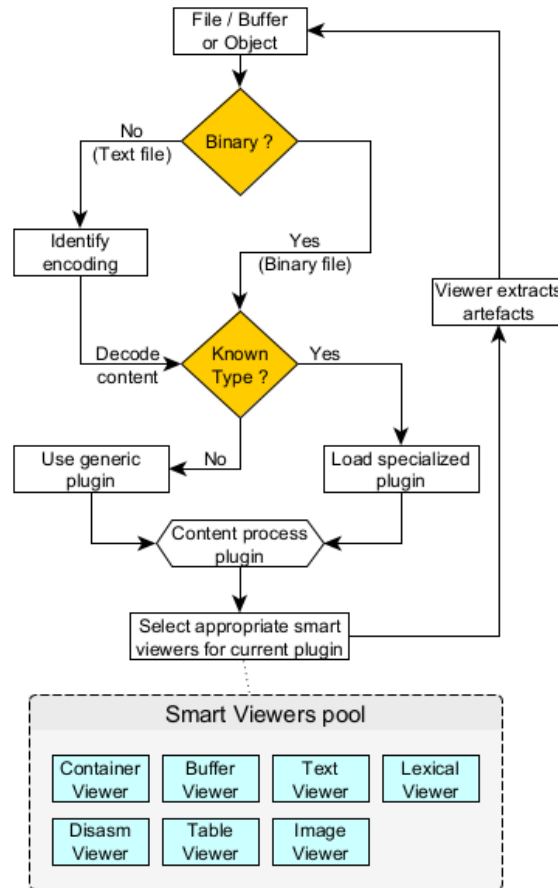 File / Buffer
or Object
Binary ?
No
(Text file)
Identify
encoding
Yes
(Binary file)
Viewer extracts
artefacts
Decode
content
Known
Type ?
Yes
No
Use generic
plugin
Load specialized
plugin
Content process
plugin
Select appropriate smart
viewers for current plugin
Smart Viewers pool
Container
Viewer
Buffer
Viewer
Text
Viewer
Lexical
Viewer
Disasm
Viewer
Table
Viewer
Image
Viewer